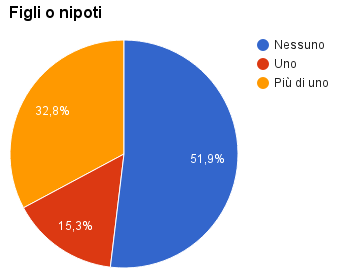 Figli o nipoti
Nessuno
Uno
Più di uno
32,8%
51,9%
15,3%